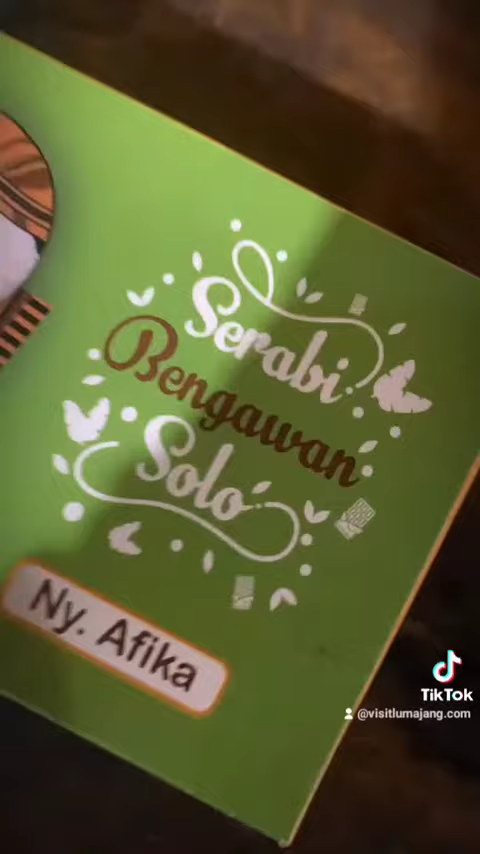 Serabi
Bengawan
Solo
Ny. Afika
TikTok
@visitlumajang.com